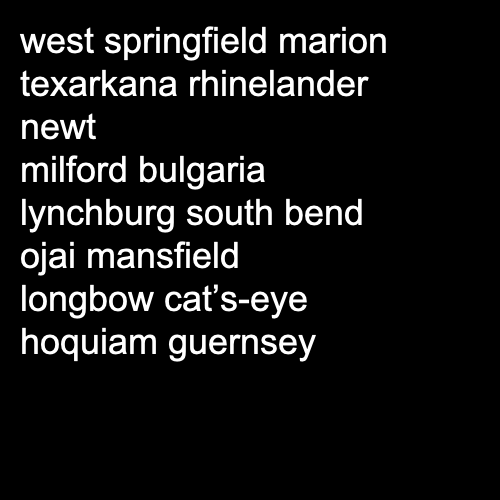 west springfield marion
texarkana rhinelander
newt
milford bulgaria
lynchburg south bend
ojai mansfield
longbow cat’s-eye
hoquiam guernsey